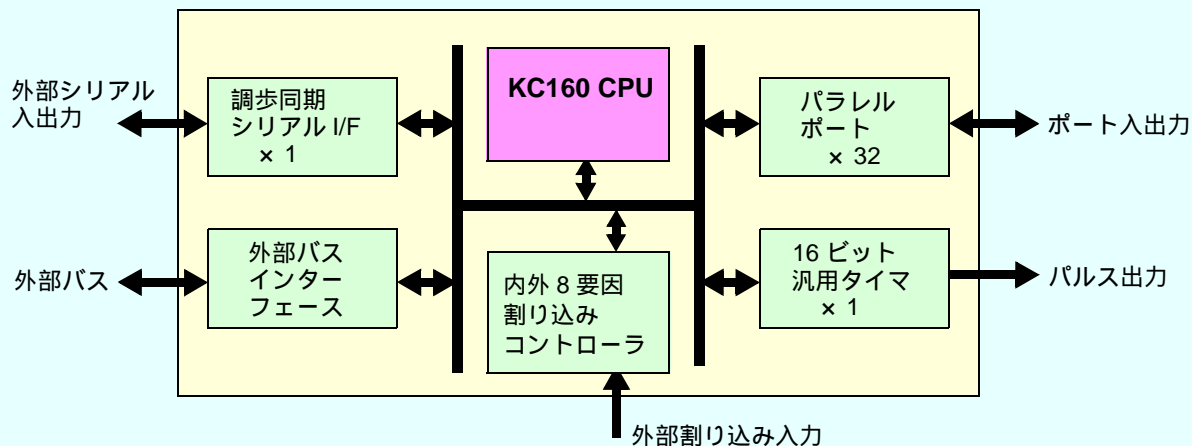 外部シリアル
入出力
調歩同期
シリアル I/F
× 1
KC160 CPU
パラレル
ポート
× 32
ポート入出力
外部バス
外部バス
インター
フェース
内外 8 要因
割り込み
コントローラ
16 ビット
汎用タイマ
× 1
パルス出力
外部割り込み入力